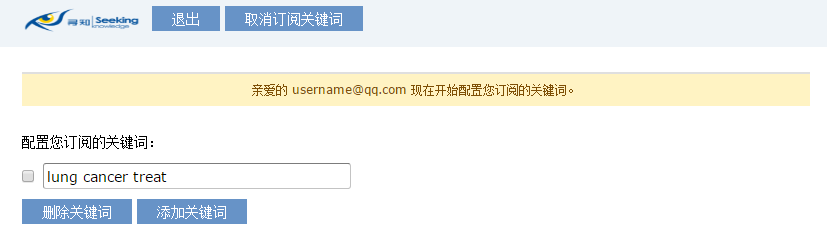 寻知 Seeking knowledge 退出 取消订阅关键词
亲爱的 username@qq.com 现在开始配置您订阅的关键词。
配置您订阅的关键词：
lung cancer treat
删除关键词 添加关键词